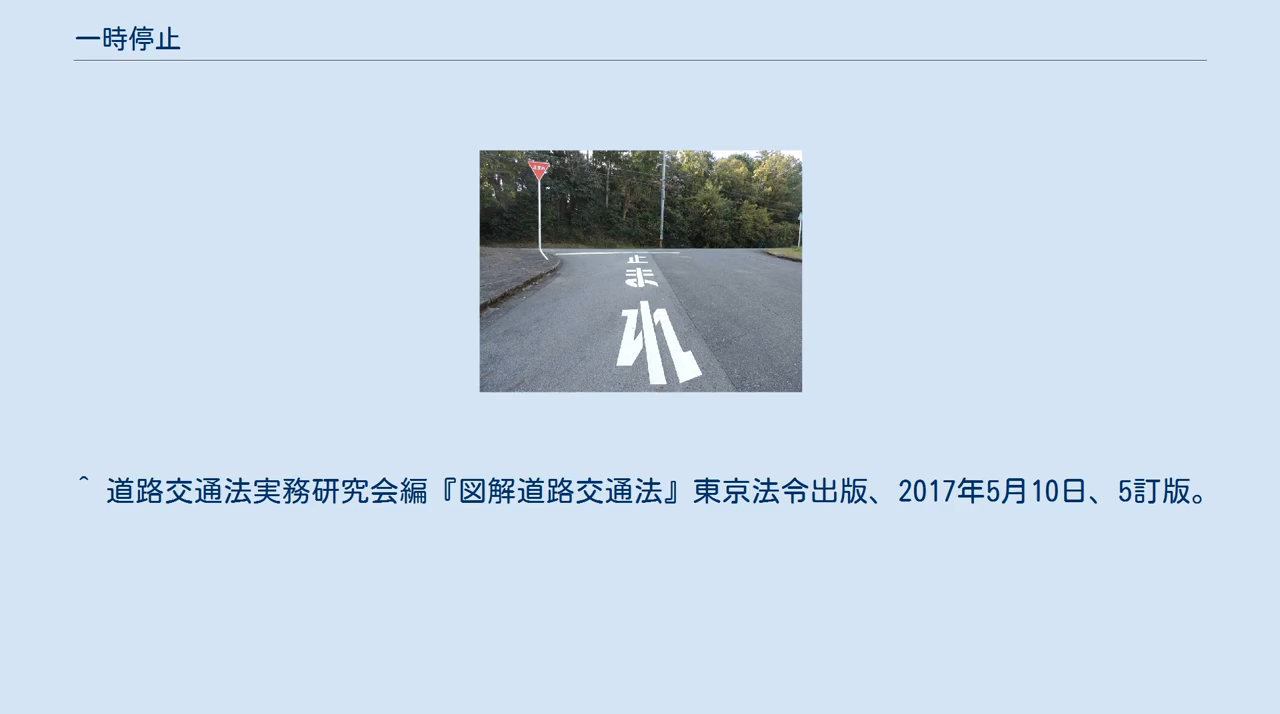 一時停止
止
ま
れ
^ 道路交通法実務研究会編『図解道路交通法』東京法令出版、2017年5月10日、5訂版。